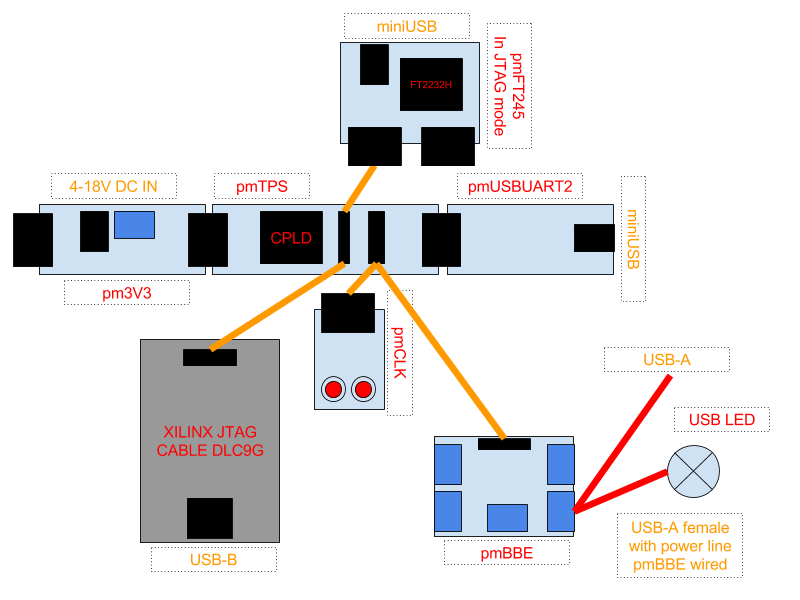 miniUSB
FT2232H
pmFT245
In JTAG mode
4-18V DC IN
pmTPS
pmUSBUART2
CPLD
miniUSB
pm3V3
pmCLK
XILINX JTAG
CABLE DLC9G
USB-B
USB-A
USB LED
pmBBE
USB-A female
with power line
pmBBE wired